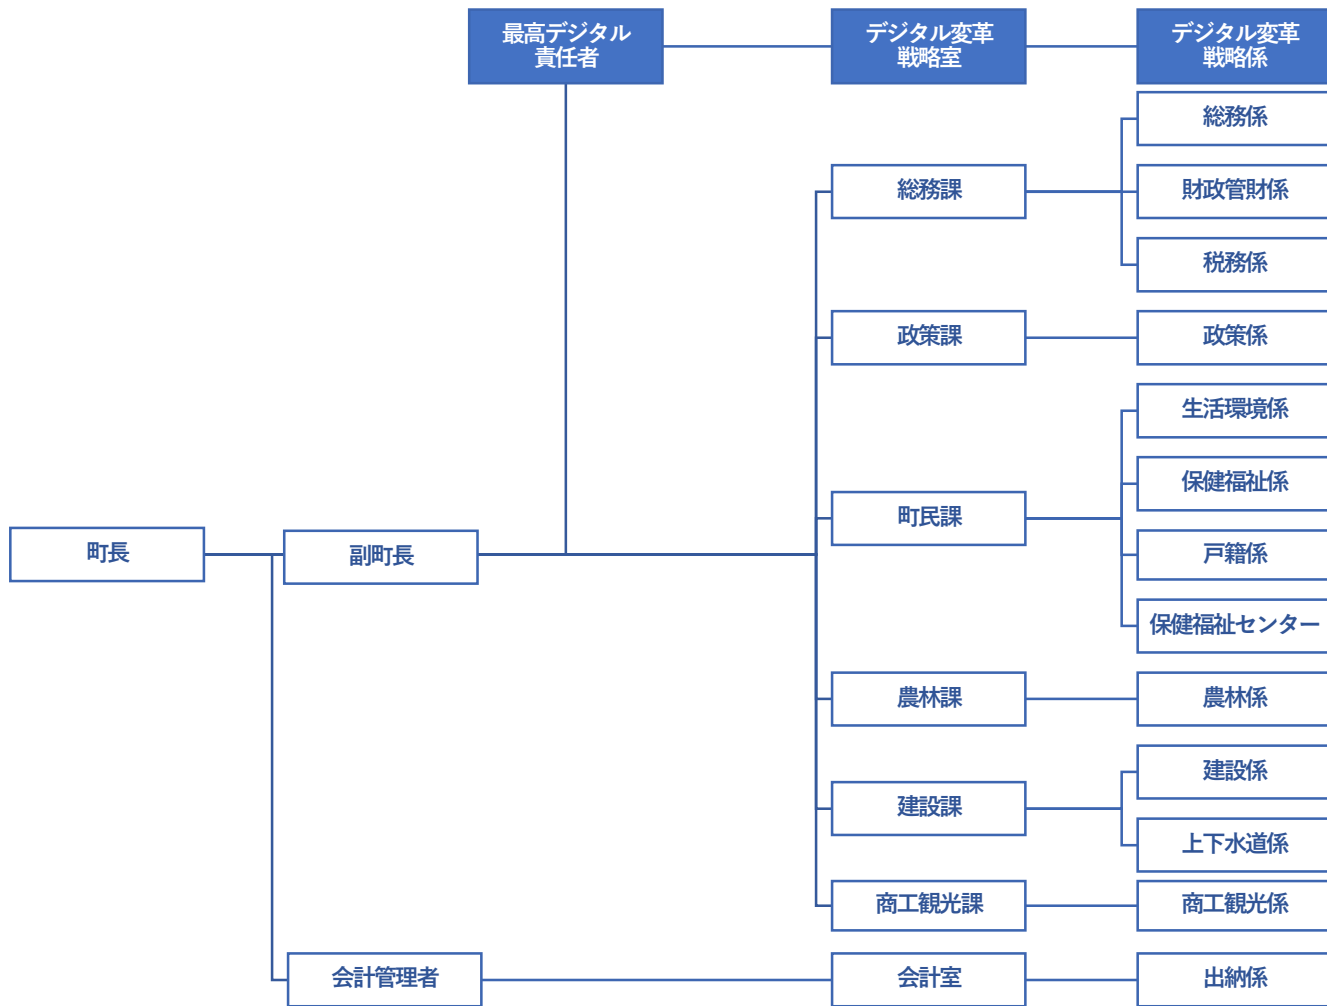 最高デジタル
責任者
デジタル変革
戦略室
デジタル変革
戦略係
総務係
総務課
財政管財係
税務係
政策課
政策係
生活環境係
保健福祉係
町民課
町長
副町長
戸籍係
保健福祉センター
農林課
農林係
建設係
建設課
上下水道係
商工観光課
商工観光係
会計管理者
会計室
出納係